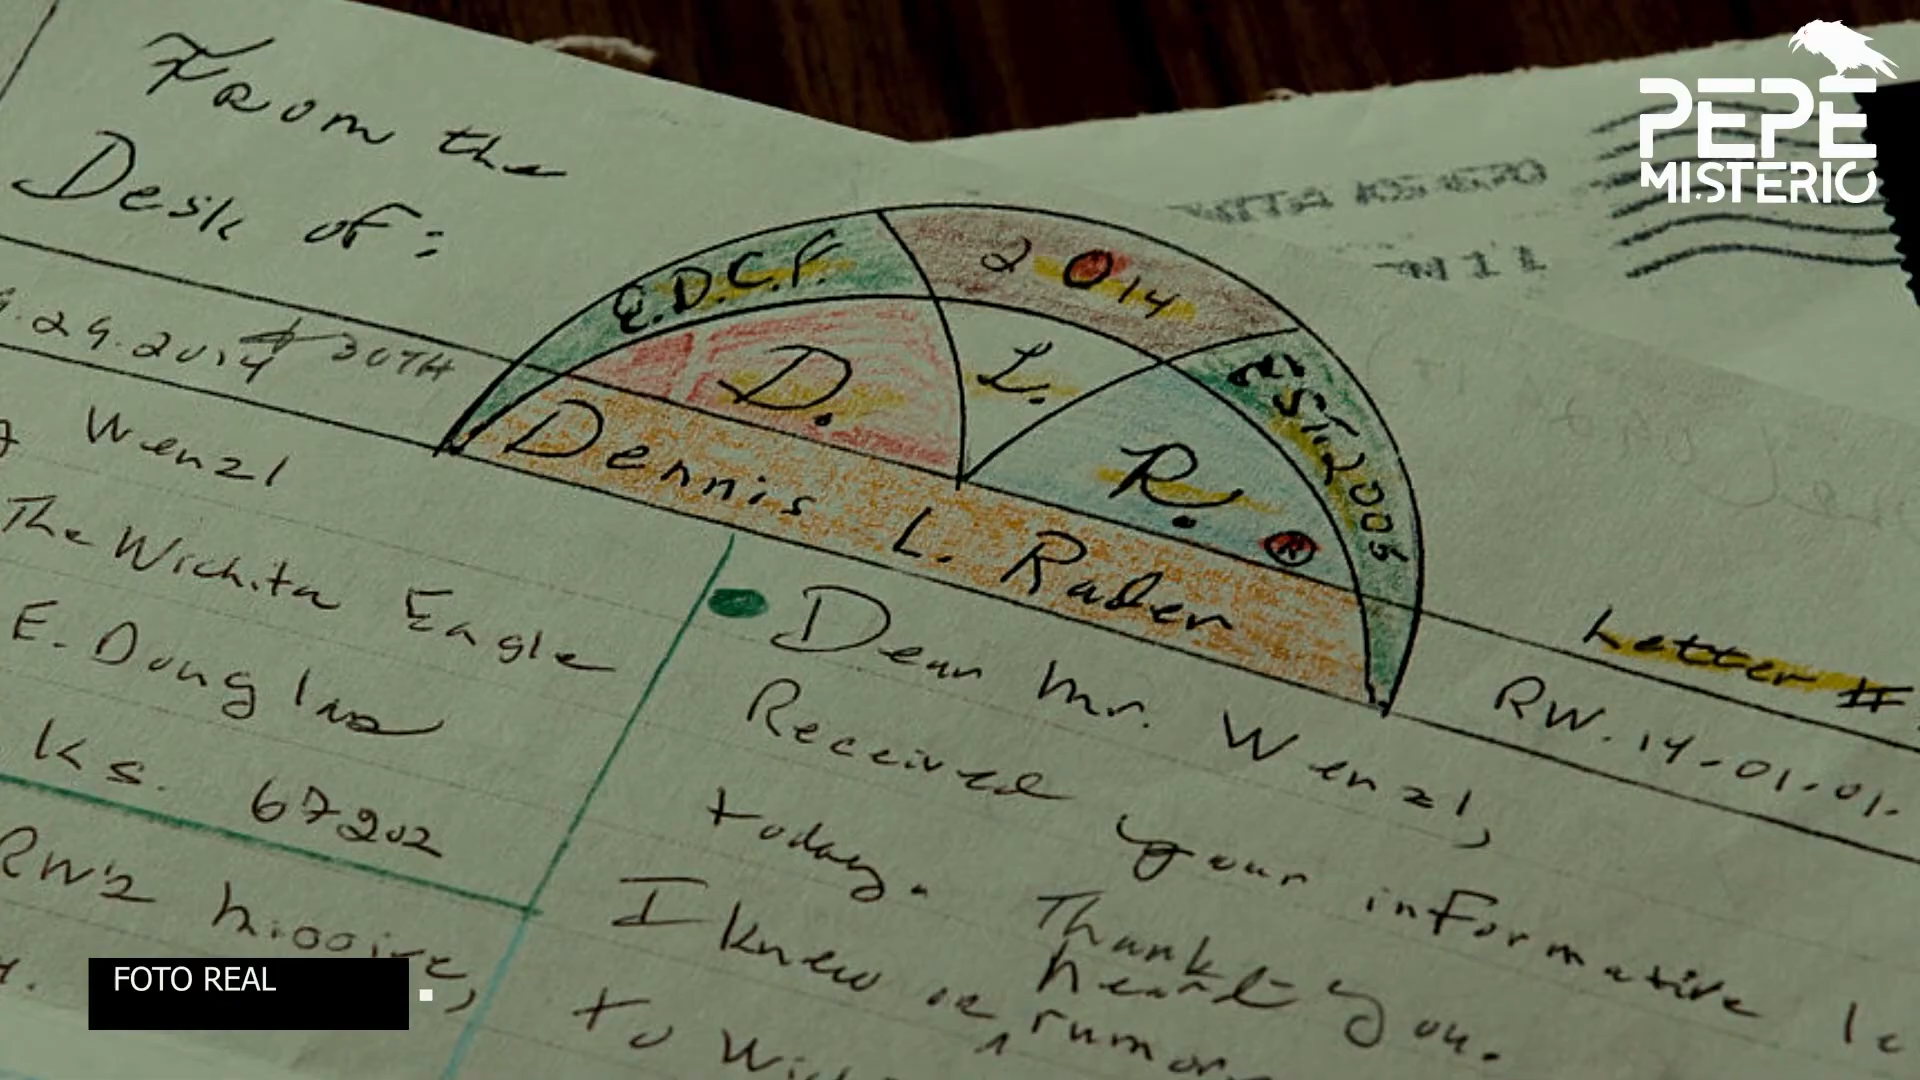 PEPE
MISTERIO
From the
Desk of:
E.D.C.F.
2014
EST. 2005
D.
L.
R.
®
Dennis L. Rader
.29.2014
30TH
Wenzl
The Wichita Eagle
E. Douglas
Ks. 67202
Letter #
RW.14-01-01.
Dear Mr. Wenzl,
Received your informative
today. Thank-you.
I knew or heard rumor
to
FOTO REAL